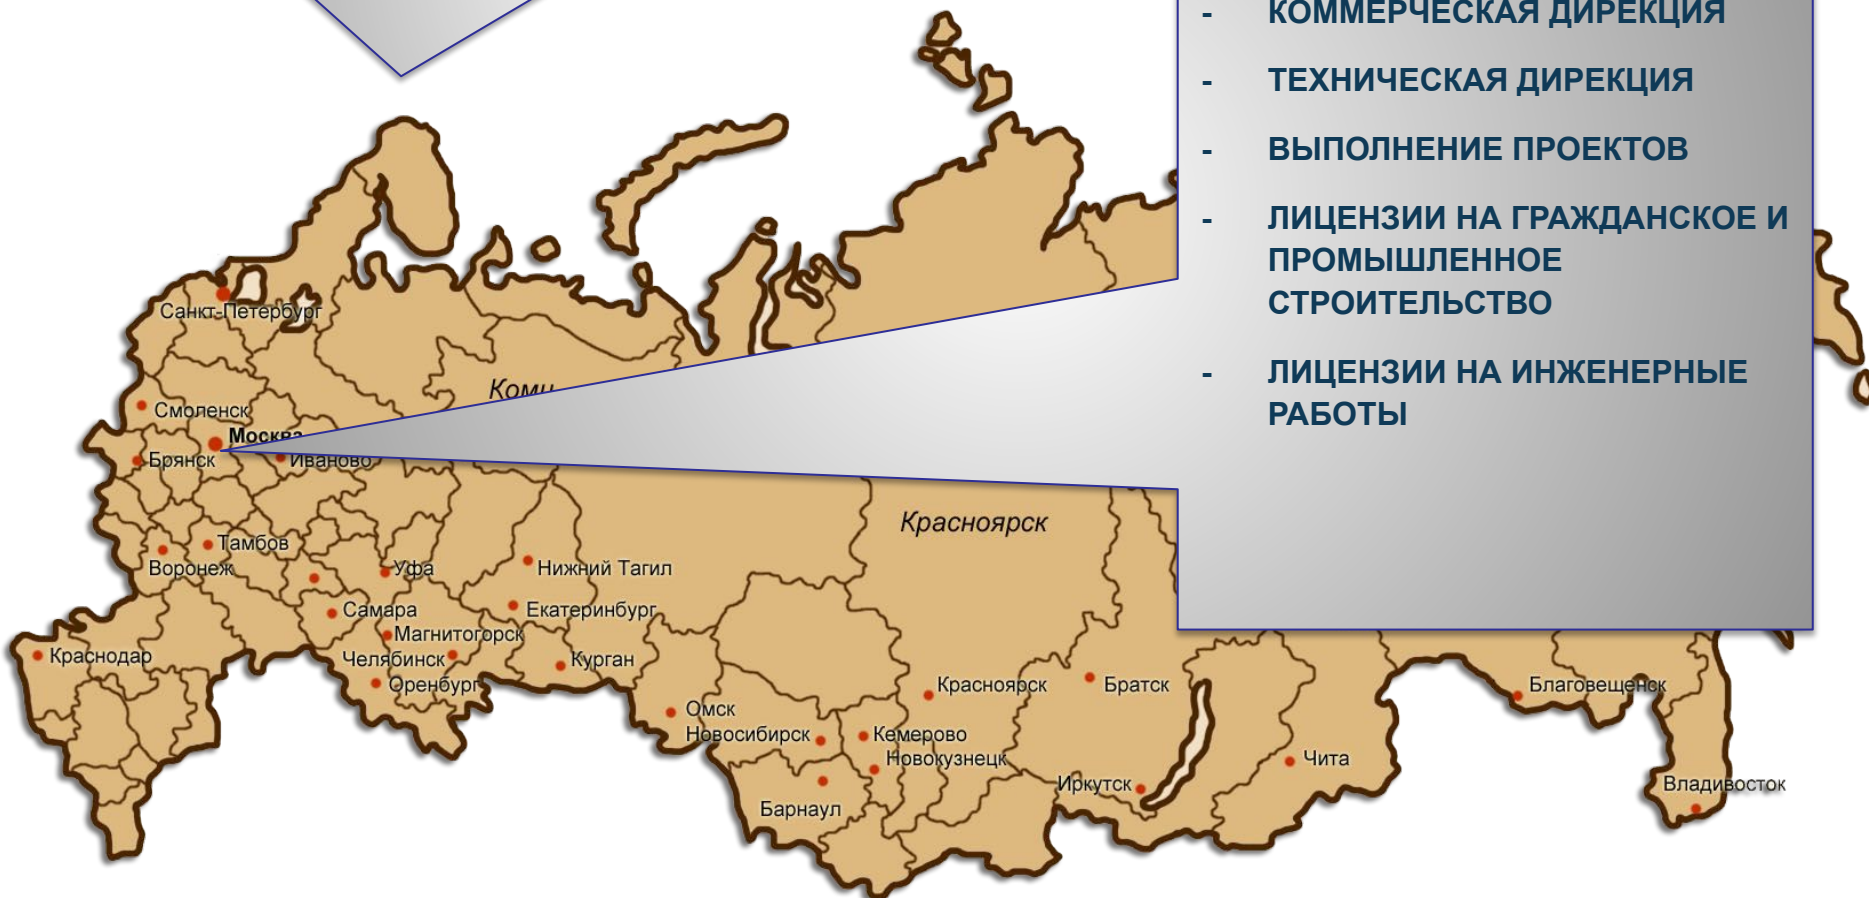 - КОММЕРЧЕСКАЯ ДИРЕКЦИЯ
- ТЕХНИЧЕСКАЯ ДИРЕКЦИЯ
- ВЫПОЛНЕНИЕ ПРОЕКТОВ
- ЛИЦЕНЗИИ НА ГРАЖДАНСКОЕ И
ПРОМЫШЛЕННОЕ
СТРОИТЕЛЬСТВО
- ЛИЦЕНЗИИ НА ИНЖЕНЕРНЫЕ
РАБОТЫ
Санкт-Петербург
Коми
Смоленск
Москва
Брянск
Иваново
Красноярск
Тамбов
Воронеж
Уфа
Нижний Тагил
Самара
Екатеринбург
Магнитогорск
Краснодар
Челябинск
Курган
Оренбург
Красноярск
Братск
Благовещенск
Омск
Новосибирск
Кемерово
Новокузнецк
Чита
Иркутск
Владивосток
Барнаул